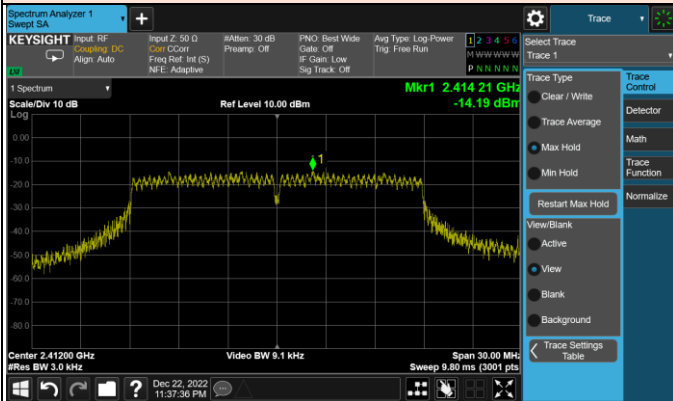 Spectrum Analyzer 1
Swept SA
+
Trace
KEYSIGHT
Input: RF
Coupling: DC
Align: Auto
Input Z: 50 Ω
Corr CCorr
Freq Ref: Int (S)
NFE: Adaptive
#Atten: 30 dB
Preamp: Off
PNO: Best Wide
Gate: Off
IF Gain: Low
Sig Track: Off
Avg Type: Log-Power
Trig: Free Run
1 2 3 4 5 6
M W W W W W
P N N N N N
Select Trace
Trace 1
LU
1 Spectrum
Mkr1 2.414 21 GHz
-14.19 dBm
Scale/Div 10 dB
Ref Level 10.00 dBm
Log
0.00
-10.0
-20.0
-30.0
-40.0
-50.0
-60.0
-70.0
-80.0
1
Center 2.41200 GHz
#Res BW 3.0 kHz
Video BW 9.1 kHz
Span 30.00 MHz
Sweep 9.80 ms (3001 pts
Trace Type
Clear / Write
Trace Average
Max Hold
Min Hold
Restart Max Hold
View/Blank
Active
View
Blank
Background
Trace Settings
Table
Trace
Control
Detector
Math
Trace
Function
Normalize
?
Dec 22, 2022
11:37:36 PM